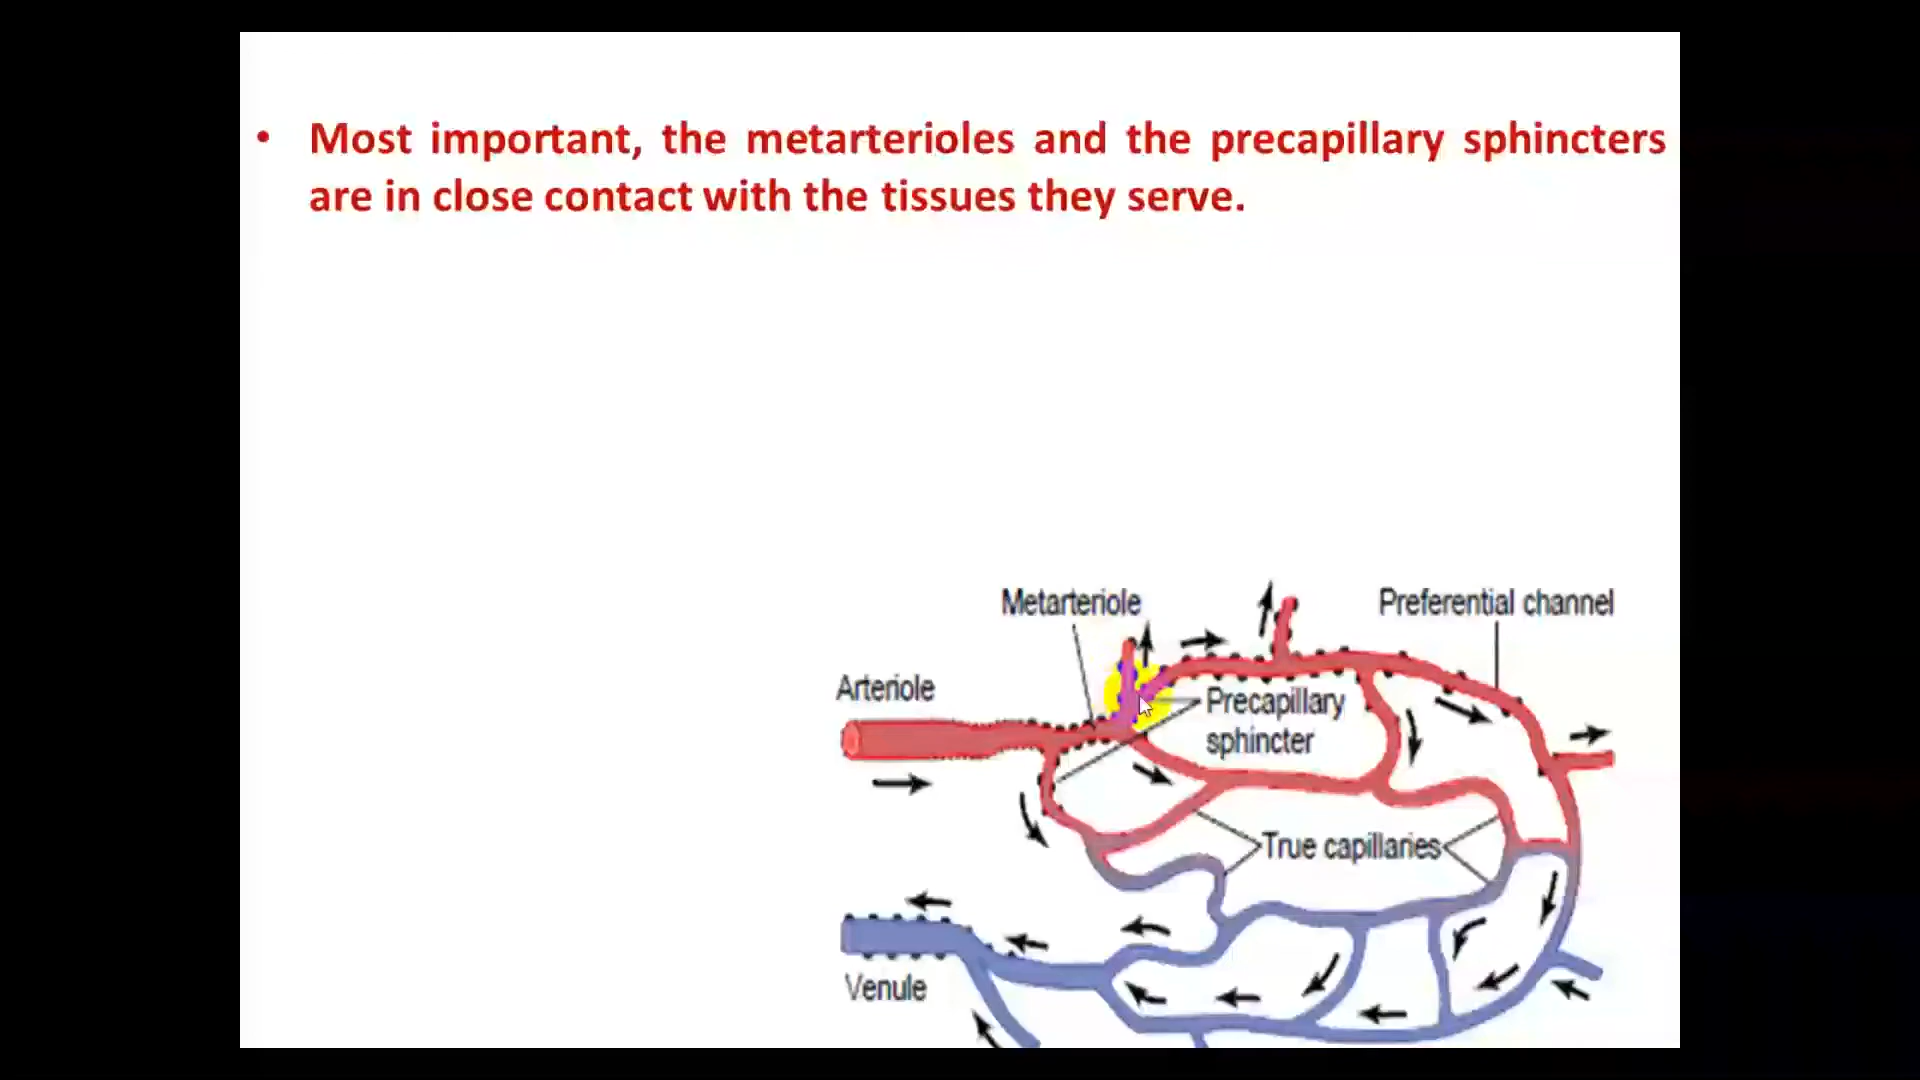 • Most important, the metarterioles and the precapillary sphincters
are in close contact with the tissues they serve.
Metarteriole
Preferential channel
Arteriole
Precapillary
sphincter
True capillaries
Venule